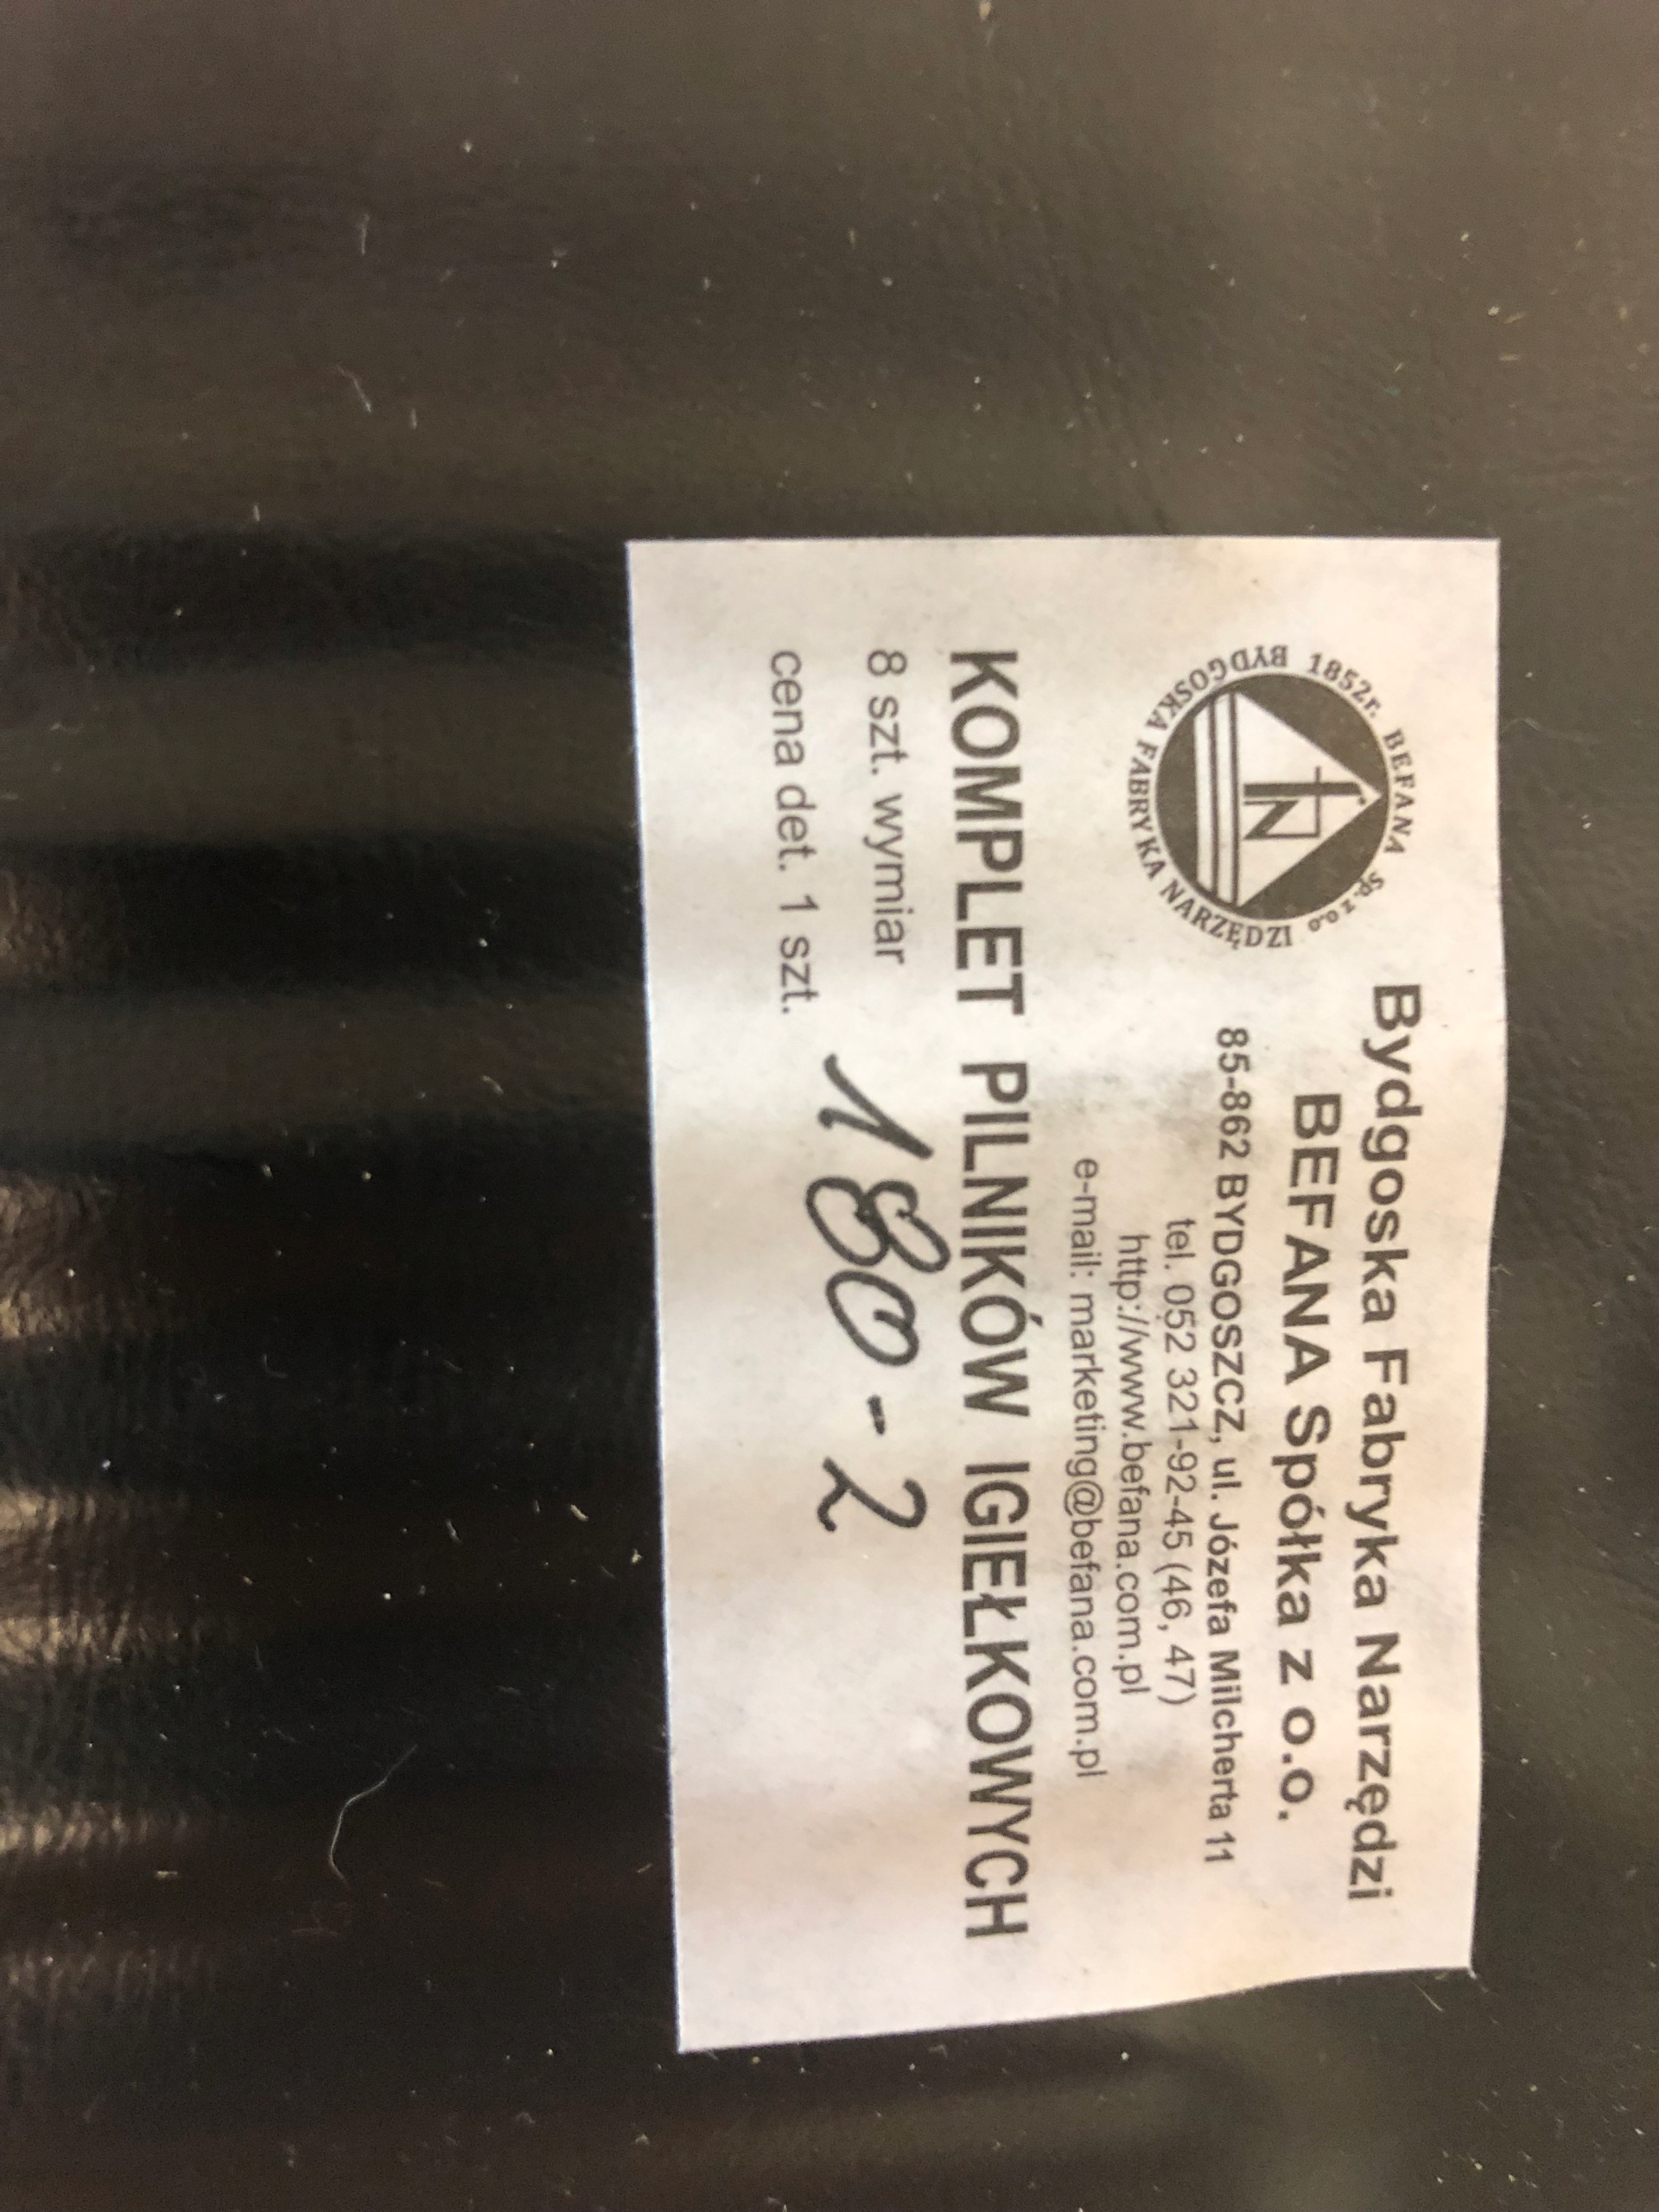 1852r. BEFANA sp. z o.o.
BYDGOSKA FABRYKA NARZĘDZI
FN
Bydgoska Fabryka Narzędzi
BEFANA Spółka z o.o.
85-862 BYDGOSZCZ, ul. Józefa Milcherta 11
tel. 052 321-92-45 (46, 47)
http://www.befana.com.pl
e-mail: marketing@befana.com.pl
KOMPLET PILNIKÓW IGIEŁKOWYCH
8 szt. wymiar 180-2
cena det. 1 szt.